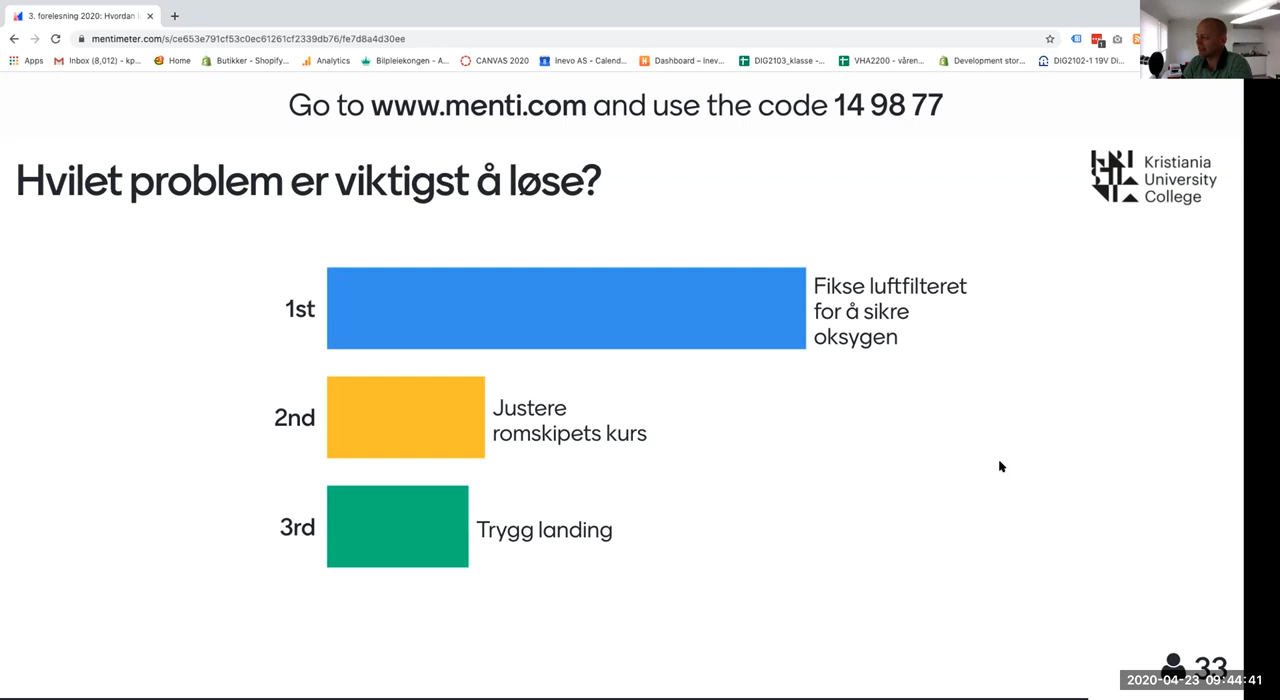 3. forelesning 2020: Hvordan
mentimeter.com/s/ce653e791cf53c0ec61261cf2339db76/fe7d8a4d30ee
Apps
Inbox (8,012) - kp...
Home
Butikker - Shopify...
Analytics
Bilpleiekongen - A...
CANVAS 2020
Inevo AS - Calend...
Dashboard – Inev...
DIG2103_klasse -...
VHA2200 - våren...
Development stor...
DIG2102-1 19V Di...
Go to www.menti.com and use the code 14 98 77
Hvilet problem er viktigst å løse?
Kristiania
University
College
1st
Fikse luftfilteret
for å sikre
oksygen
2nd
Justere
romskipets kurs
3rd
Trygg landing
33
2020-04-23 09:44:41